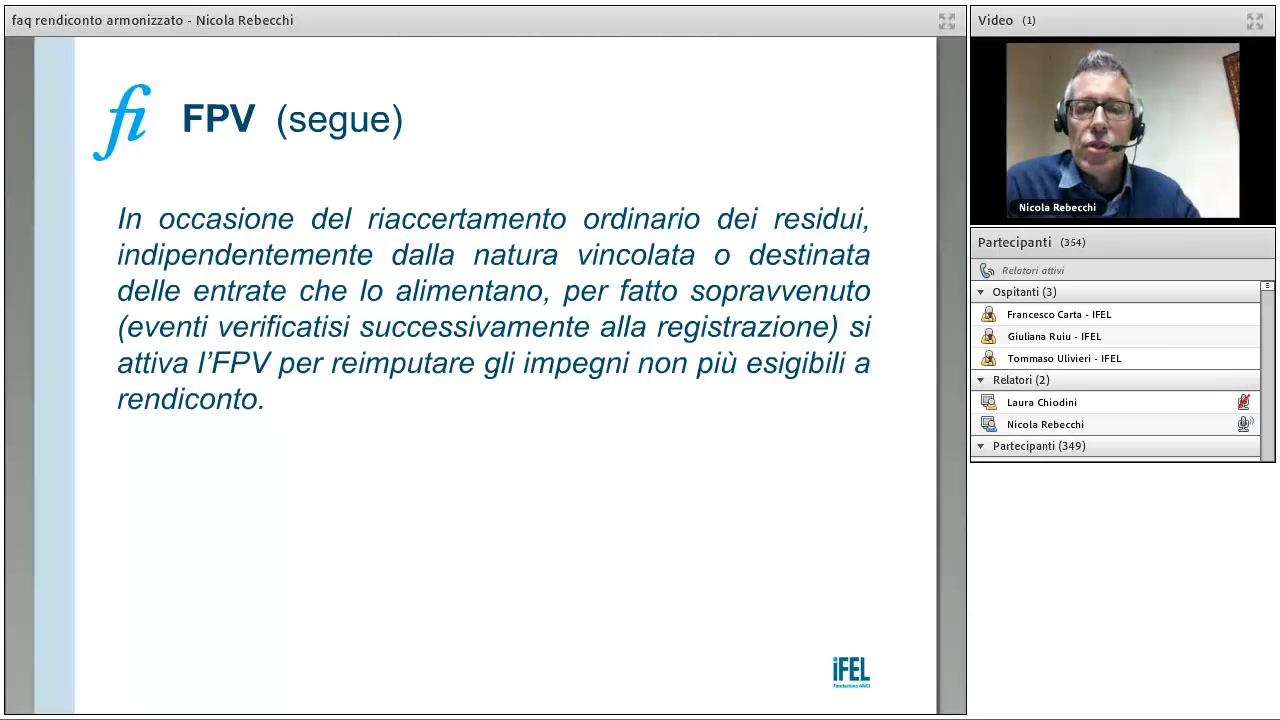 faq rendiconto armonizzato - Nicola Rebecchi
fi FPV (segue)
In occasione del riaccertamento ordinario dei residui,
indipendentemente dalla natura vincolata o destinata
delle entrate che lo alimentano, per fatto sopravvenuto
(eventi verificatisi successivamente alla registrazione) si
attiva l’FPV per reimputare gli impegni non più esigibili a
rendiconto.
iFEL
Fondazione ANCI
Video (1)
Nicola Rebecchi
Partecipanti (354)
Relatori attivi
Ospitanti (3)
Francesco Carta - IFEL
Giuliana Ruiu - IFEL
Tommaso Ulivieri - IFEL
Relatori (2)
Laura Chiodini
Nicola Rebecchi
Partecipanti (349)